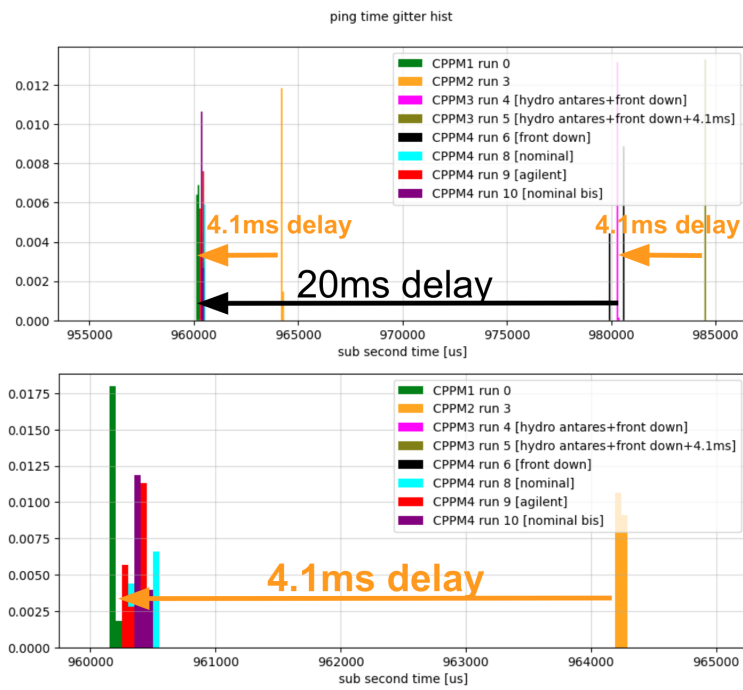 ping time gitter hist
0.012
0.010
0.008
0.006
0.004
0.002
0.000
CPPM1 run 0
CPPM2 run 3
CPPM3 run 4 [hydro antares+front down]
CPPM3 run 5 [hydro antares+front down+4.1ms]
CPPM4 run 6 [front down]
CPPM4 run 8 [nominal]
CPPM4 run 9 [agilent]
CPPM4 run 10 [nominal bis]
4.1ms delay
4.1ms delay
20ms delay
955000 960000 965000 970000 975000 980000 985000
sub second time [us]
0.0175
0.0150
0.0125
0.0100
0.0075
0.0050
0.0025
0.0000
CPPM1 run 0
CPPM2 run 3
CPPM3 run 4 [hydro antares+front down]
CPPM3 run 5 [hydro antares+front down+4.1ms]
CPPM4 run 6 [front down]
CPPM4 run 8 [nominal]
CPPM4 run 9 [agilent]
CPPM4 run 10 [nominal bis]
4.1ms delay
960000 961000 962000 963000 964000 965000
sub second time [us]